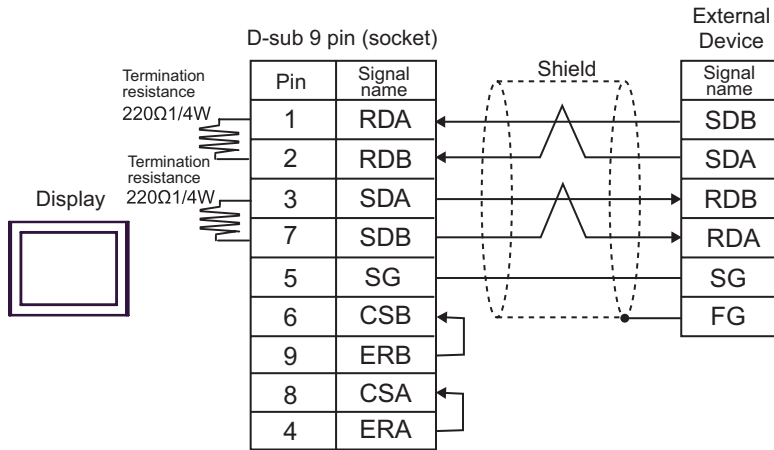 External
Device
D-sub 9 pin (socket)
Termination
resistance
220Ω1/4W
Termination
resistance
220Ω1/4W
Display
Pin Signal name
1 RDA
2 RDB
3 SDA
7 SDB
5 SG
6 CSB
9 ERB
8 CSA
4 ERA
Shield
Signal
name
SDB
SDA
RDB
RDA
SG
FG